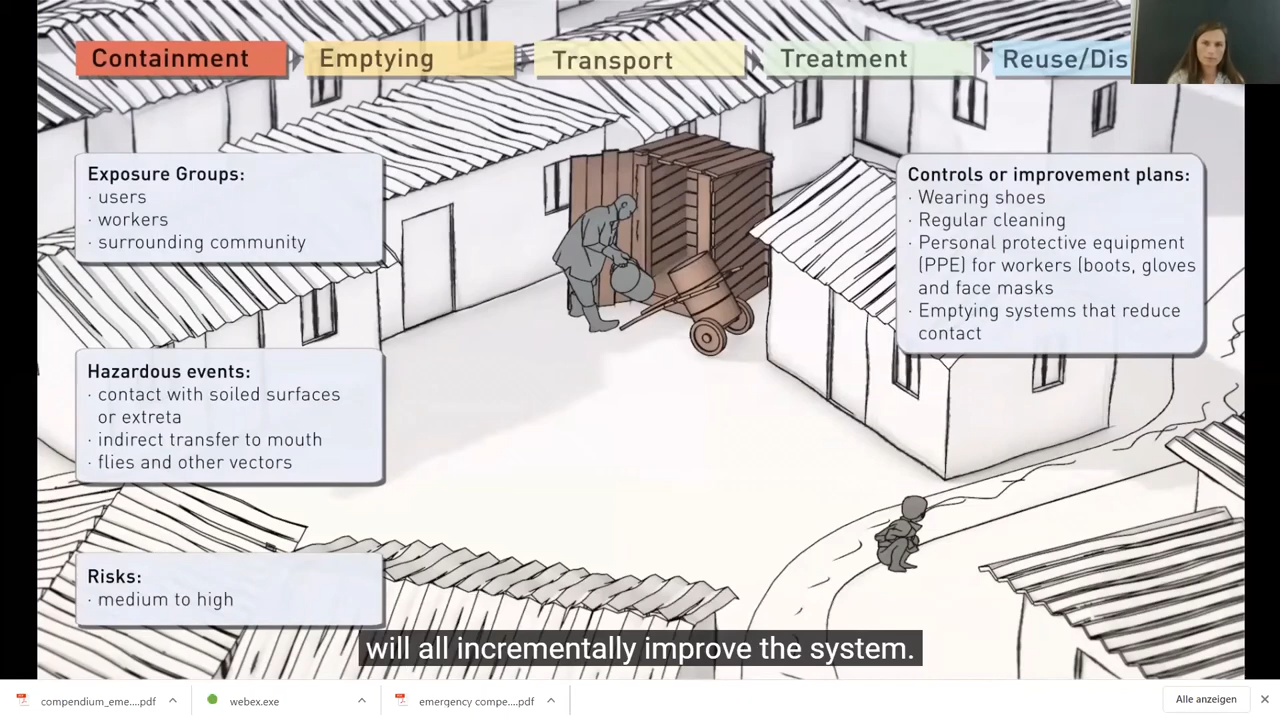 Containment
Emptying
Transport
Treatment
Reuse/Dis
Exposure Groups:
· users
· workers
· surrounding community
Hazardous events:
· contact with soiled surfaces
or extreta
· indirect transfer to mouth
· flies and other vectors
Risks:
· medium to high
Controls or improvement plans:
· Wearing shoes
· Regular cleaning
· Personal protective equipment
(PPE) for workers (boots, gloves
and face masks
· Emptying systems that reduce
contact
will all incrementally improve the system.
compendium_eme....pdf
webex.exe
emergency compe....pdf
Alle anzeigen